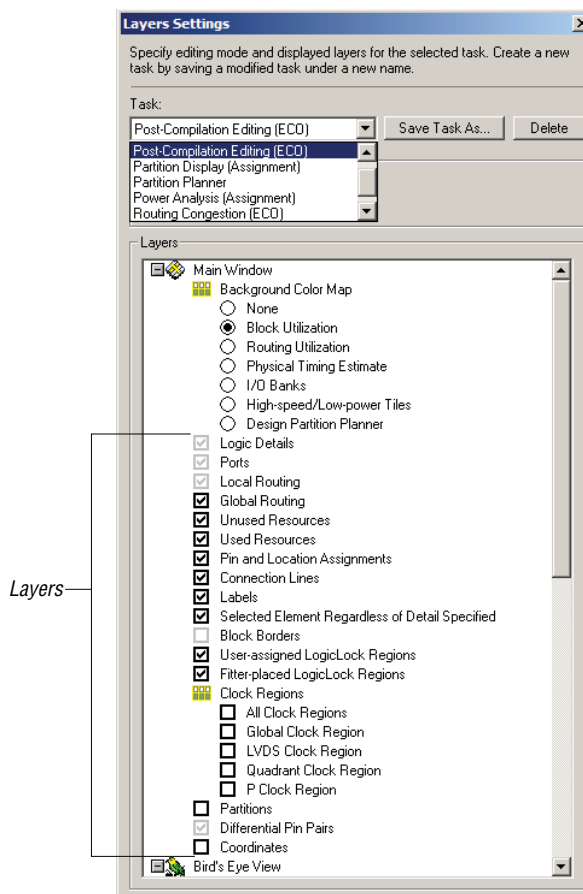 Layers Settings
Specify editing mode and displayed layers for the selected task. Create a new
task by saving a modified task under a new name.
Task:
Post-Compilation Editing (ECO)
Save Task As...
Delete
Post-Compilation Editing (ECO)
Partition Display (Assignment)
Partition Planner
Power Analysis (Assignment)
Routing Congestion (ECO)
Layers
Main Window
Background Color Map
None
Block Utilization
Routing Utilization
Physical Timing Estimate
I/O Banks
High-speed/Low-power Tiles
Design Partition Planner
Logic Details
Ports
Local Routing
Global Routing
Unused Resources
Used Resources
Pin and Location Assignments
Connection Lines
Layers
Labels
Selected Element Regardless of Detail Specified
Block Borders
User-assigned LogicLock Regions
Fitter-placed LogicLock Regions
Clock Regions
All Clock Regions
Global Clock Region
LVDS Clock Region
Quadrant Clock Region
P Clock Region
Partitions
Differential Pin Pairs
Coordinates
Bird's Eye View